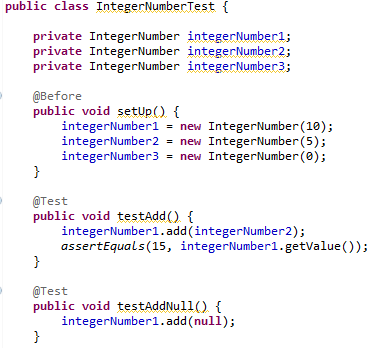 public class IntegerNumberTest {
private IntegerNumber integerNumber1;
private IntegerNumber integerNumber2;
private IntegerNumber integerNumber3;
@Before
public void setUp() {
integerNumber1 = new IntegerNumber(10);
integerNumber2 = new IntegerNumber(5);
integerNumber3 = new IntegerNumber(0);
}
@Test
public void testAdd() {
integerNumber1.add(integerNumber2);
assertEquals(15, integerNumber1.getValue());
}
@Test
public void testAddNull() {
integerNumber1.add(null);
}